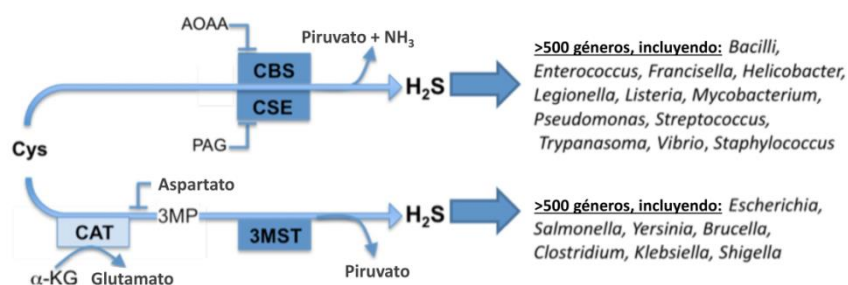 AOAA
Piruvato + NH₃
CBS
CSE
H₂S
PAG
Cys
>500 géneros, incluyendo: Bacilli,
Enterococcus, Francisella, Helicobacter,
Legionella, Listeria, Mycobacterium,
Pseudomonas, Streptococcus,
Trypanasoma, Vibrio, Staphylococcus
Aspartato
3MP
H₂S
CAT
3MST
α-KG
Glutamato
Piruvato
>500 géneros, incluyendo: Escherichia,
Salmonella, Yersinia, Brucella,
Clostridium, Klebsiella, Shigella